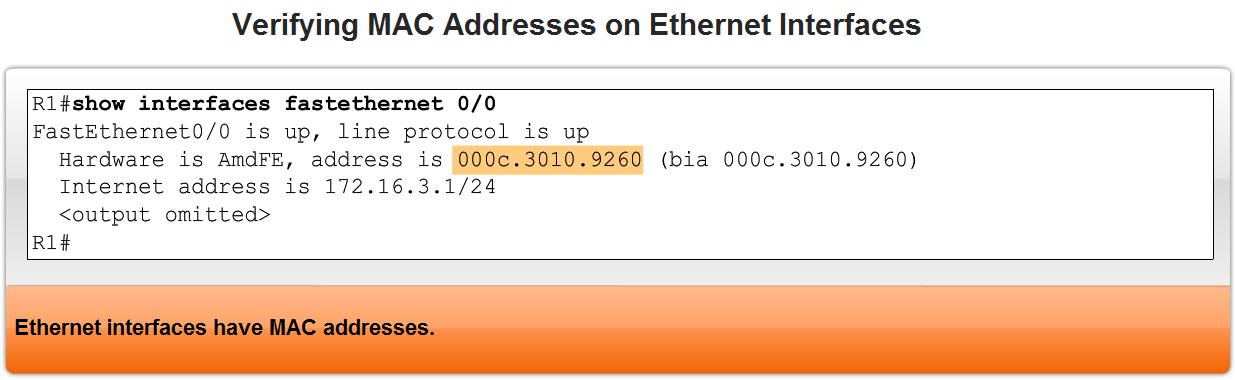 Verifying MAC Addresses on Ethernet Interfaces
R1#show interfaces fastethernet 0/0
FastEthernet0/0 is up, line protocol is up
  Hardware is AmdFE, address is 000c.3010.9260 (bia 000c.3010.9260)
  Internet address is 172.16.3.1/24
  <output omitted>
R1#
Ethernet interfaces have MAC addresses.